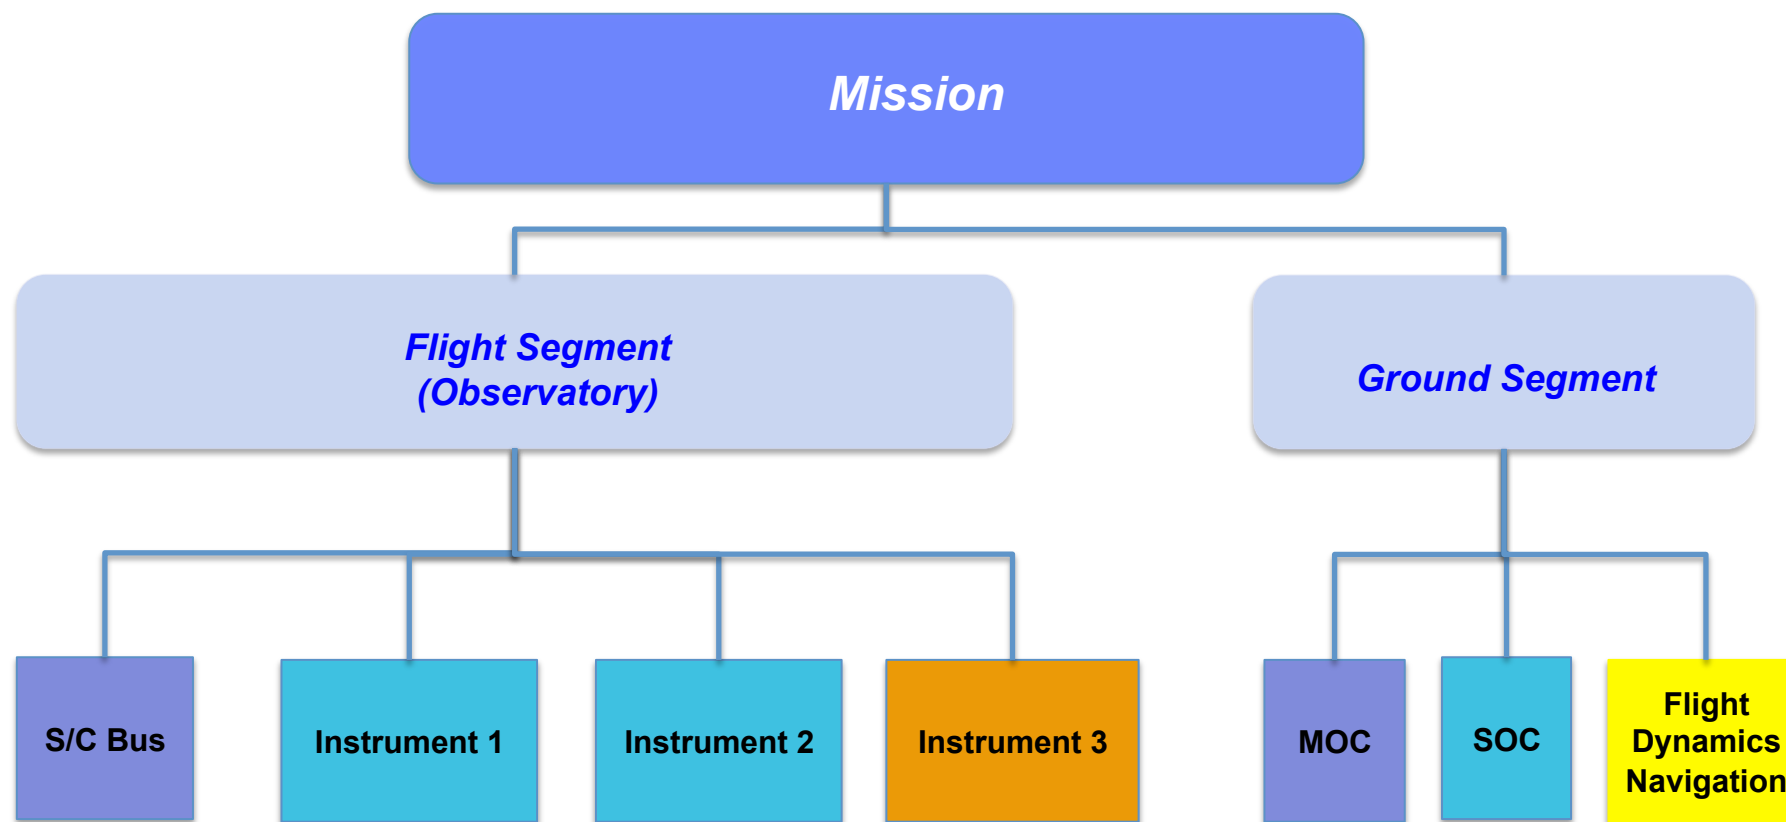 Mission
Flight Segment
(Observatory)
Ground Segment
S/C Bus
Instrument 1
Instrument 2
Instrument 3
MOC
SOC
Flight
Dynamics
Navigation